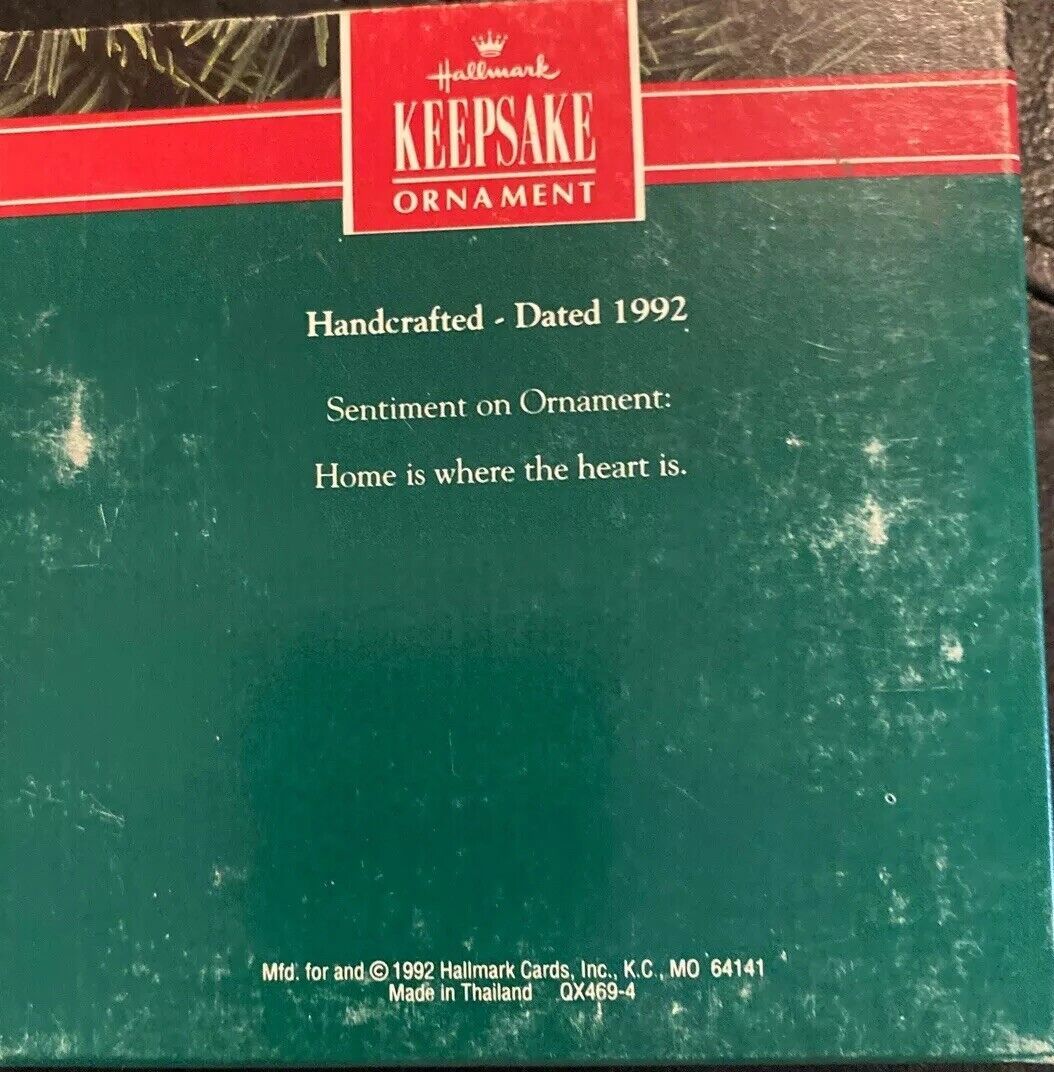 Hallmark
KEEPSAKE
ORNAMENT
Handcrafted - Dated 1992
Sentiment on Ornament:
Home is where the heart is.
Mfd. for and © 1992 Hallmark Cards, Inc., K.C., MO 64141
Made in Thailand QX469-4